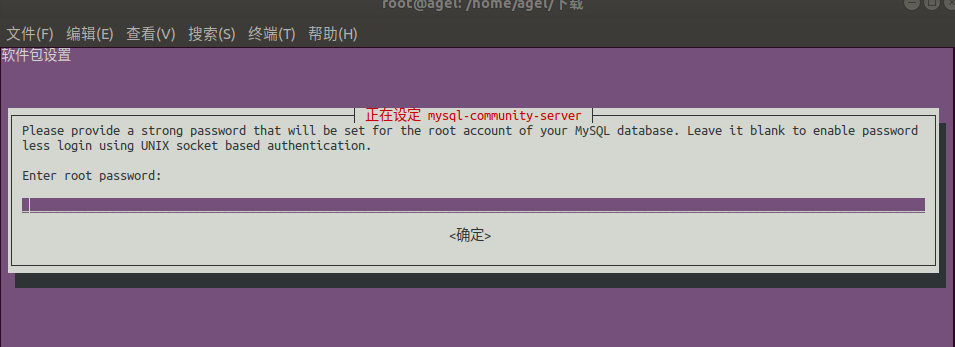 root@agel: /home/agel/下载
文件(F) 编辑(E) 查看(V) 搜索(S) 终端(T) 帮助(H)
软件包设置
正在设定 mysql-community-server
Please provide a strong password that will be set for the root account of your MySQL database. Leave it blank to enable password
less login using UNIX socket based authentication.
Enter root password:
<确定>